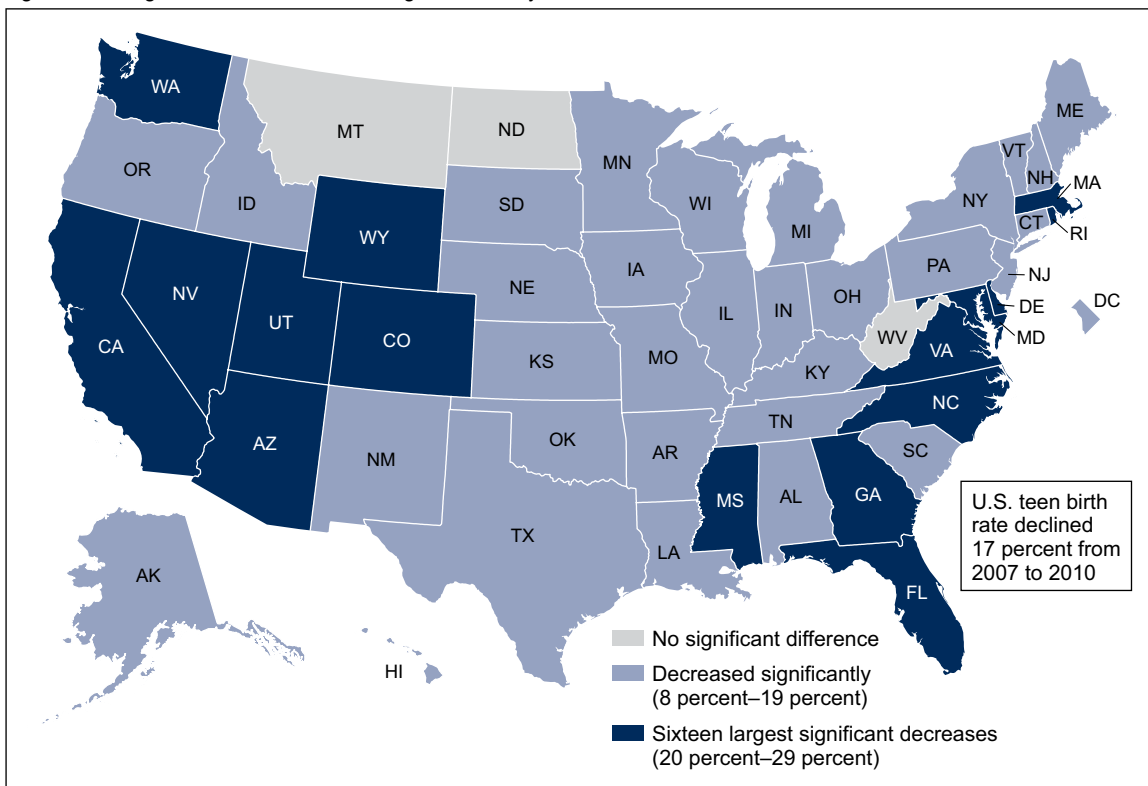 WA
MT
ND
MN
ME
OR
ID
SD
WI
MI
VT
NH
NY
MA
CT
RI
WY
NE
IA
PA
NJ
NV
UT
CO
IL
IN
OH
DE
DC
MD
WV
VA
CA
KS
MO
KY
NC
AZ
NM
OK
AR
TN
SC
MS
AL
GA
TX
LA
FL
AK
HI
U.S. teen birth
rate declined
17 percent from
2007 to 2010
No significant difference
Decreased significantly
(8 percent–19 percent)
Sixteen largest significant decreases
(20 percent–29 percent)